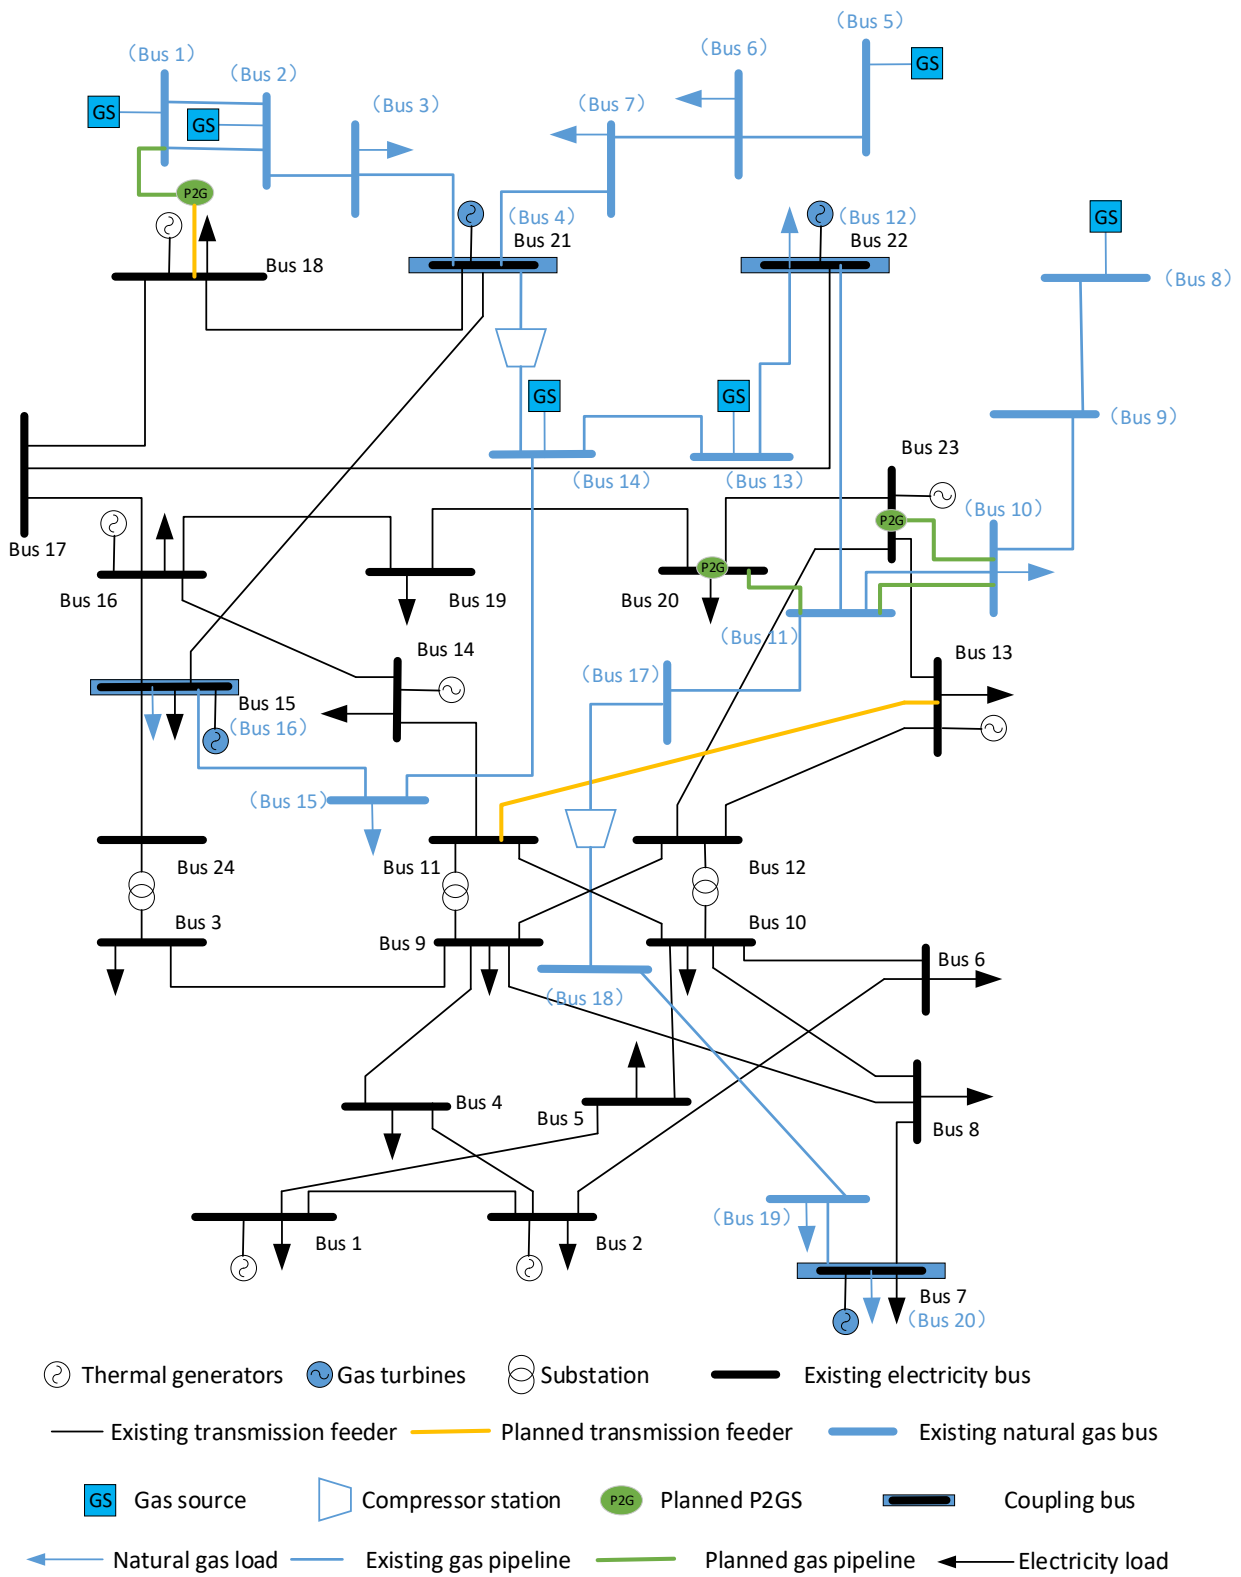 （Bus 5）
（Bus 1）
（Bus 6）
GS
（Bus 2）
（Bus 3）
（Bus 7）
GS
GS
P2G
（Bus 4）
（Bus 12）
GS
Bus 21
Bus 22
Bus 18
（Bus 8）
GS
GS
（Bus 9）
Bus 23
（Bus 14）
（Bus 13）
（Bus 10）
P2G
Bus 17
P2G
Bus 16
Bus 19
Bus 20
（Bus 11）
Bus 14
Bus 13
（Bus 17）
Bus 15
（Bus 16）
（Bus 15）
Bus 24
Bus 11
Bus 12
Bus 3
Bus 9
Bus 10
Bus 6
（Bus 18）
Bus 4
Bus 5
Bus 8
（Bus 19）
Bus 1
Bus 2
Bus 7
（Bus 20）
Thermal generators
Gas turbines
Substation
Existing electricity bus
Existing transmission feeder
Planned transmission feeder
Existing natural gas bus
GS
Gas source
Compressor station
P2G
Planned P2GS
Coupling bus
Natural gas load
Existing gas pipeline
Planned gas pipeline
Electricity load